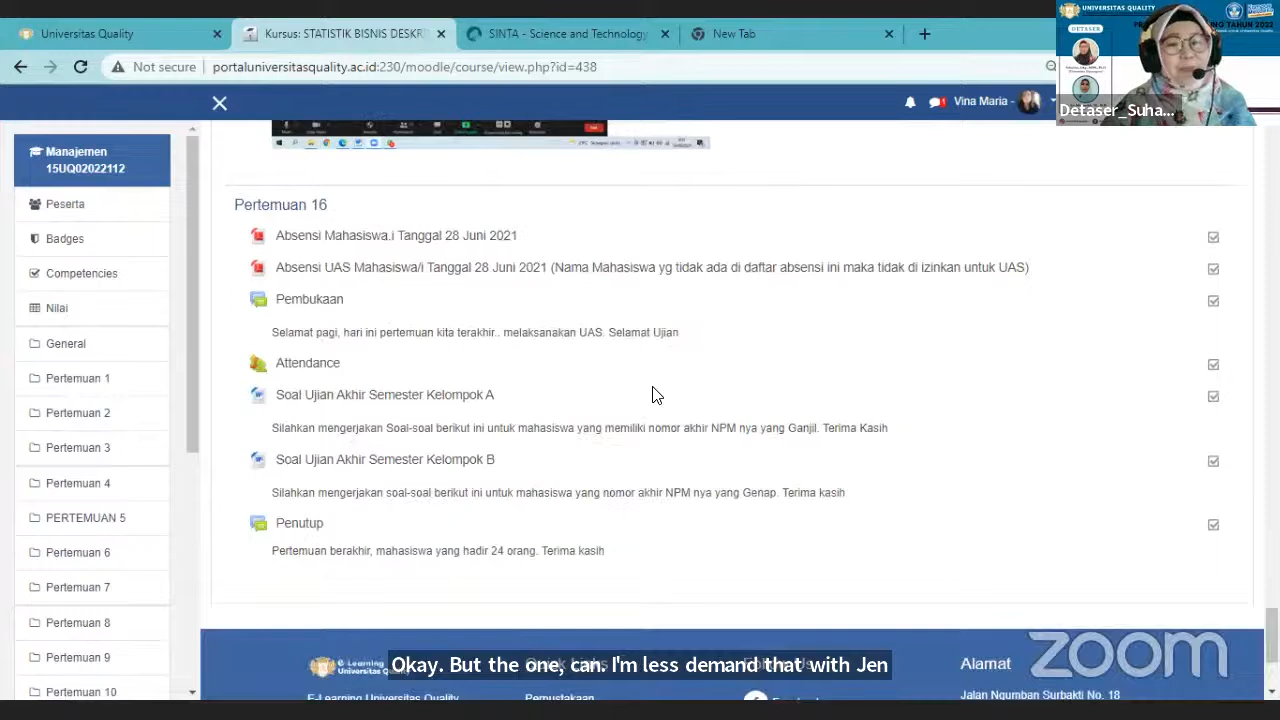 Universitas Quality
Kursus: STATISTIK BISNIS DESKR
SINTA - Science and Technology
New Tab
Not secure
portaluniversitasquality.ac.id:230/moodle/course/view.php?id=438
UNIVERSITAS QUALITY
DETASER
Detaser_Suha...
Vina Maria -
Manajemen
15UQ02022112
Peserta
Badges
Competencies
Nilai
General
Pertemuan 1
Pertemuan 2
Pertemuan 3
Pertemuan 4
PERTEMUAN 5
Pertemuan 6
Pertemuan 7
Pertemuan 8
Pertemuan 9
Pertemuan 10
Pertemuan 16
Absensi Mahasiswa.i Tanggal 28 Juni 2021
Absensi UAS Mahasiswa/i Tanggal 28 Juni 2021 (Nama Mahasiswa yg tidak ada di daftar absensi ini maka tidak di izinkan untuk UAS)
Pembukaan
Selamat pagi, hari ini pertemuan kita terakhir.. melaksanakan UAS. Selamat Ujian
Attendance
Soal Ujian Akhir Semester Kelompok A
Silahkan mengerjakan Soal-soal berikut ini untuk mahasiswa yang memiliki nomor akhir NPM nya yang Ganjil. Terima Kasih
Soal Ujian Akhir Semester Kelompok B
Silahkan mengerjakan soal-soal berikut ini untuk mahasiswa yang nomor akhir NPM nya yang Genap. Terima kasih
Penutup
Pertemuan berakhir, mahasiswa yang hadir 24 orang. Terima kasih
E-Learning
Universitas Quality
Okay. But the one, can. I'm less demand that with Jen
Alamat
zoom
E-Learning Universitas Quality
Perpustakaan
Jalan Ngumban Surbakti No. 18